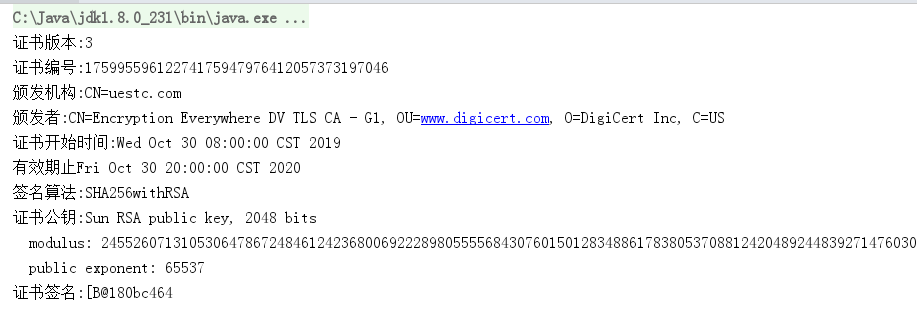 C:\Java\jdk1.8.0_231\bin\java.exe ...
证书版本:3
证书编号:17599559612274175947976412057373197046
颁发机构:CN=uestc.com
颁发者:CN=Encryption Everywhere DV TLS CA - G1, OU=www.digicert.com, O=DigiCert Inc, C=US
证书开始时间:Wed Oct 30 08:00:00 CST 2019
有效期止Fri Oct 30 20:00:00 CST 2020
签名算法:SHA256withRSA
证书公钥:Sun RSA public key, 2048 bits
modulus: 24552607131053064786724846124236800692228980555568430760150128348861783805370881242048924483927147603​0
public exponent: 65537
证书签名:[B@180bc464